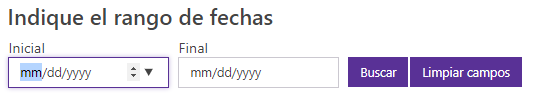 Indique el rango de fechas
Inicial Final
mm/dd/yyyy mm/dd/yyyy Buscar Limpiar campos